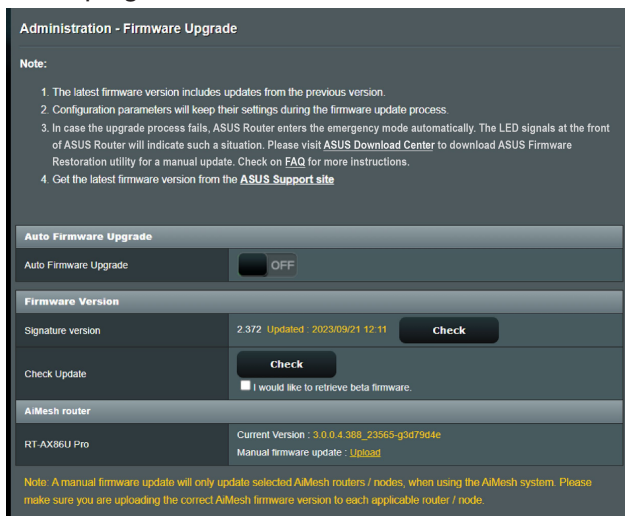 Administration - Firmware Upgrade
Note:
1. The latest firmware version includes updates from the previous version.
2. Configuration parameters will keep their settings during the firmware update process.
3. In case the upgrade process fails, ASUS Router enters the emergency mode automatically. The LED signals at the front
of ASUS Router will indicate such a situation. Please visit ASUS Download Center to download ASUS Firmware
Restoration utility for a manual update. Check on FAQ for more instructions.
4. Get the latest firmware version from the ASUS Support site
Auto Firmware Upgrade
Auto Firmware Upgrade OFF
Firmware Version
Signature version 2.372 Updated : 2023/09/21 12:11 Check
Check Update Check
I would like to retrieve beta firmware.
AiMesh router
RT-AX86U Pro Current Version : 3.0.0.4.388_23565-g3d79d4e
Manual firmware update : Upload
Note: A manual firmware update will only update selected AiMesh routers / nodes, when using the AiMesh system. Please
make sure you are uploading the correct AiMesh firmware version to each applicable router / node.